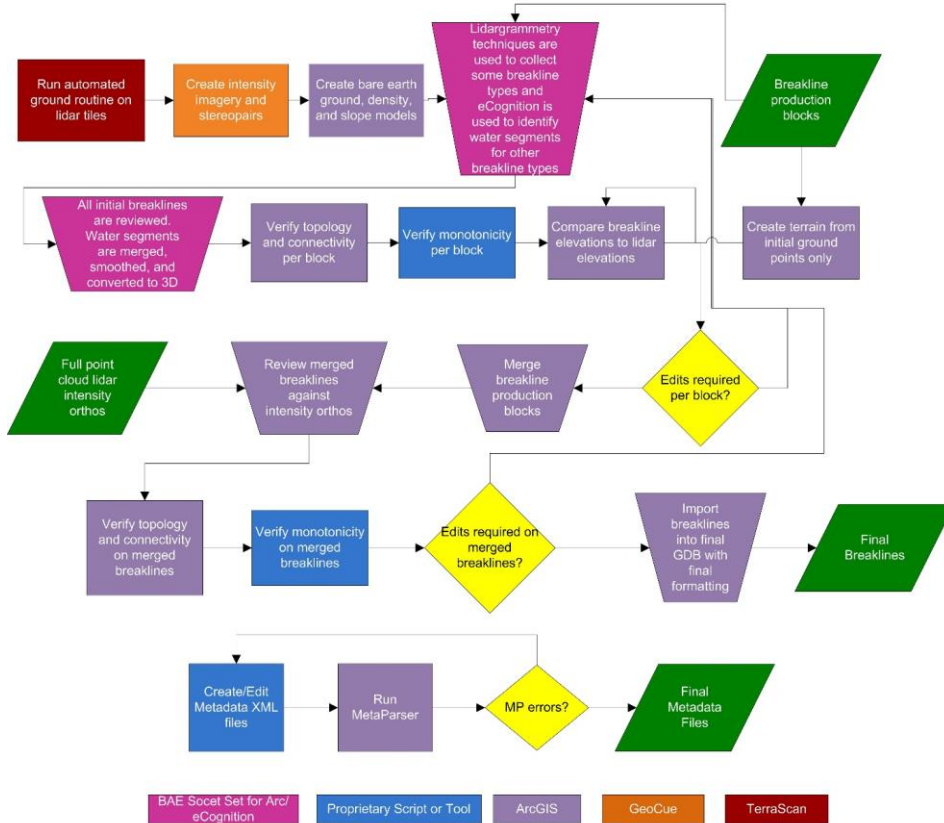 Lidargrammetry
techniques are
used to collect
some breakline
types and
eCognition is
used to identify
water segments
for other
breakline types
Run automated
ground routine on
lidar tiles
Create intensity
imagery and
stereopairs
Create bare earth
ground, density,
and slope models
Breakline
production
blocks
All initial breaklines
are reviewed.
Water segments
are merged,
smoothed, and
converted to 3D
Verify topology
and connectivity
per block
Verify monotonicity
per block
Compare breakline
elevations to lidar
elevations
Create terrain from
initial ground
points only
Full point
cloud lidar
intensity
orthos
Review merged
breaklines
against
intensity orthos
Merge
breakline
production
blocks
Edits required
per block?
Verify topology
and connectivity
on merged
breaklines
Verify monotonicity
on merged
breaklines
Edits required on
merged
breaklines?
Import
breaklines
into final
GDB with
final
formatting
Final
Breaklines
Create/Edit
Metadata XML
files
Run
MetaParser
MP errors?
Final
Metadata
Files
BAE Socet Set for Arc/
eCognition
Proprietary Script or Tool
ArcGIS
GeoCue
TerraScan